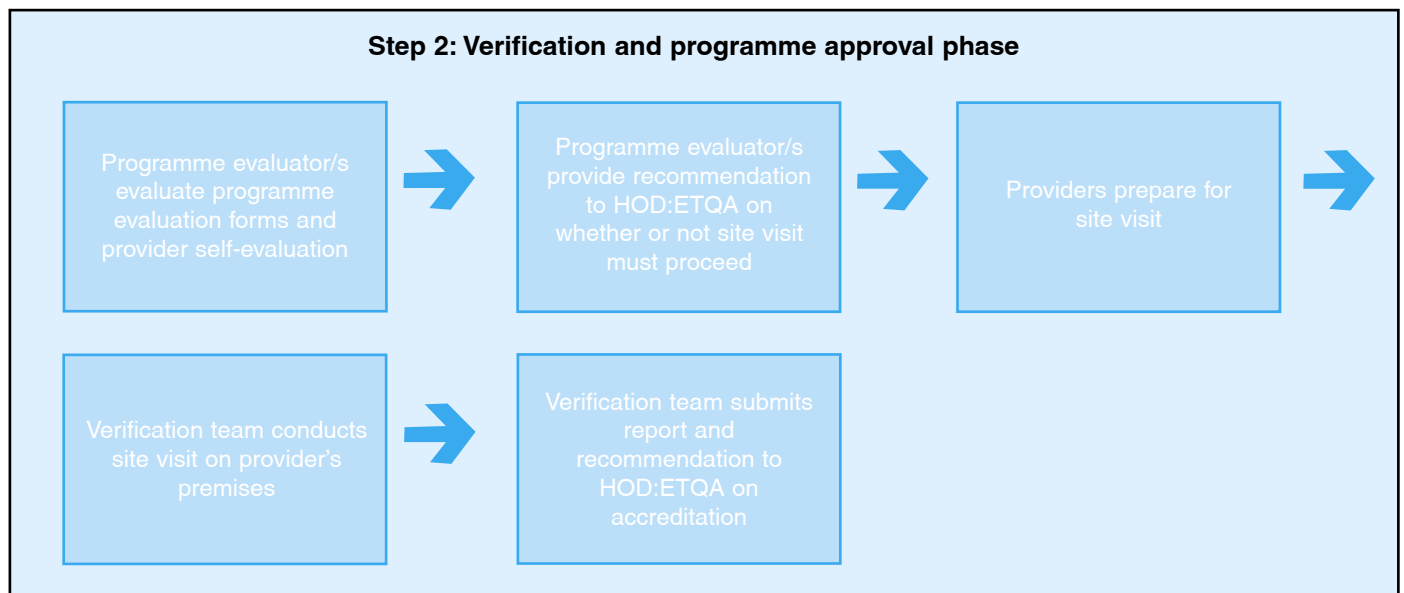 Step 2: Verification and programme approval phase
Programme evaluator/s
evaluate programme
evaluation forms and
provider self-evaluation
Programme evaluator/s
provide recommendation
to HOD:ETQA on
whether or not site visit
must proceed
Providers prepare for
site visit
Verification team conducts
site visit on provider’s
premises
Verification team submits
report and
recommendation to
HOD:ETQA on
accreditation